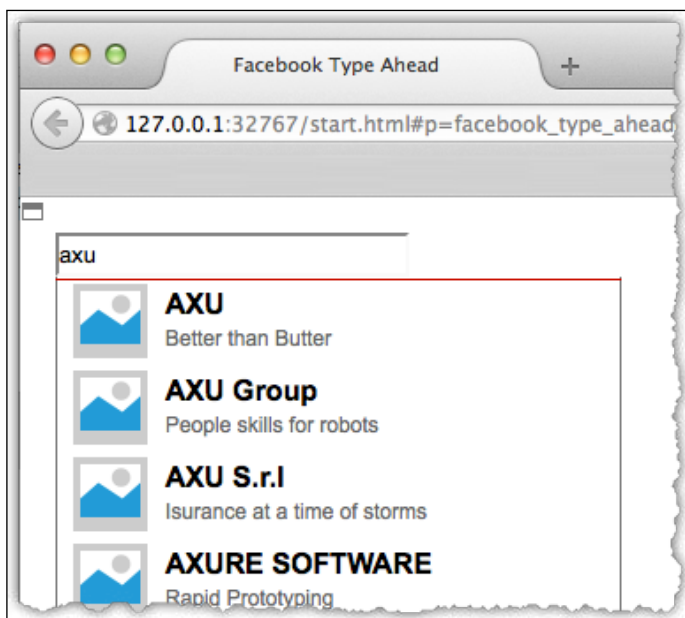 Facebook Type Ahead
127.0.0.1:32767/start.html#p=facebook_type_ahead
axu
AXU
Better than Butter
AXU Group
People skills for robots
AXU S.r.l
Isurance at a time of storms
AXURE SOFTWARE
Rapid Prototyping